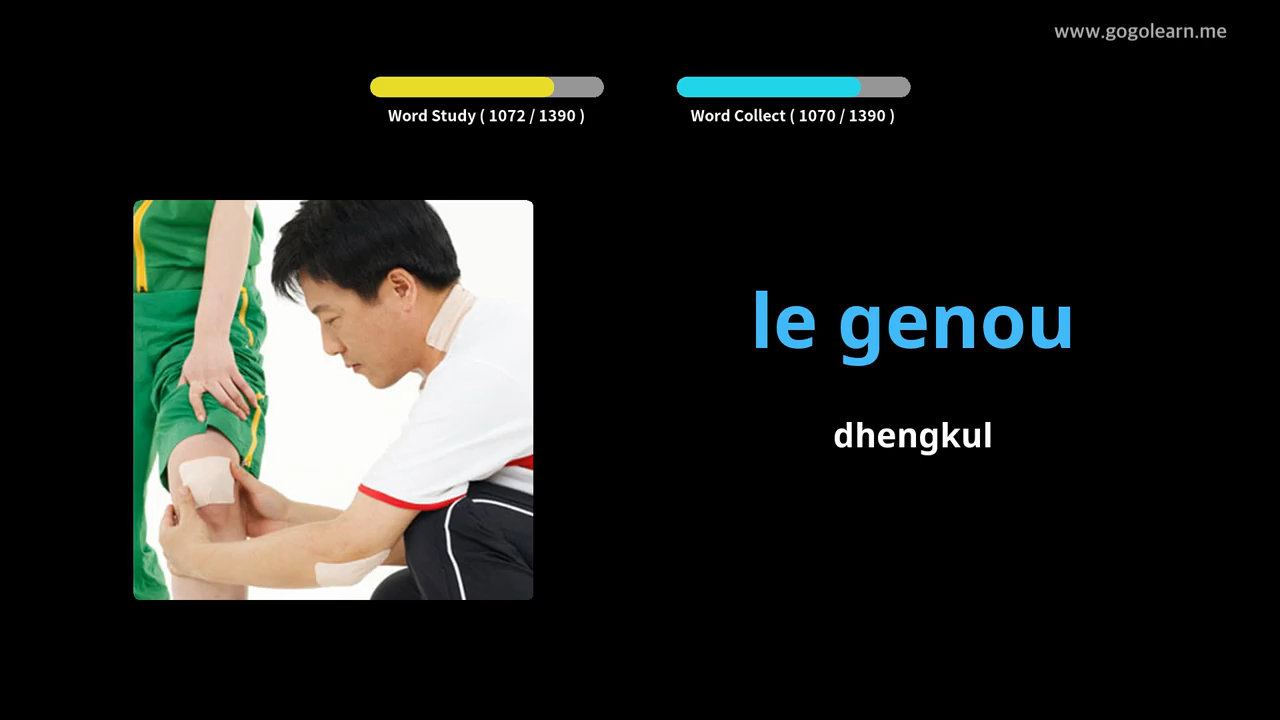 www.gogolearn.me
Word Study ( 1072 / 1390 )
Word Collect ( 1070 / 1390 )
le genou
dhengkul